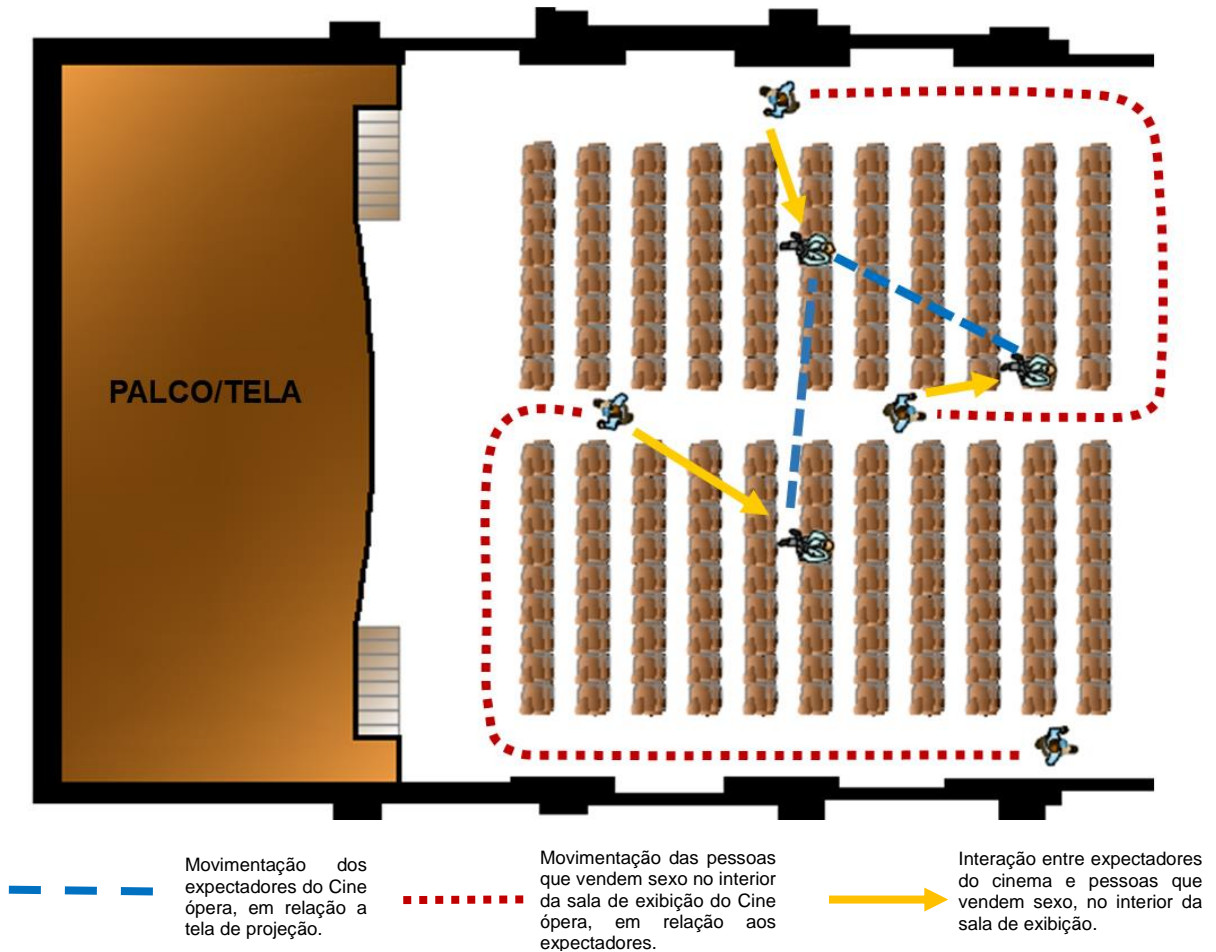 PALCO/TELA
Movimentação dos
expectadores do Cine
ópera, em relação a
tela de projeção.
Movimentação das pessoas
que vendem sexo no interior
da sala de exibição do Cine
ópera, em relação aos
expectadores.
Interação entre expectadores
do cinema e pessoas que
vendem sexo, no interior da
sala de exibição.